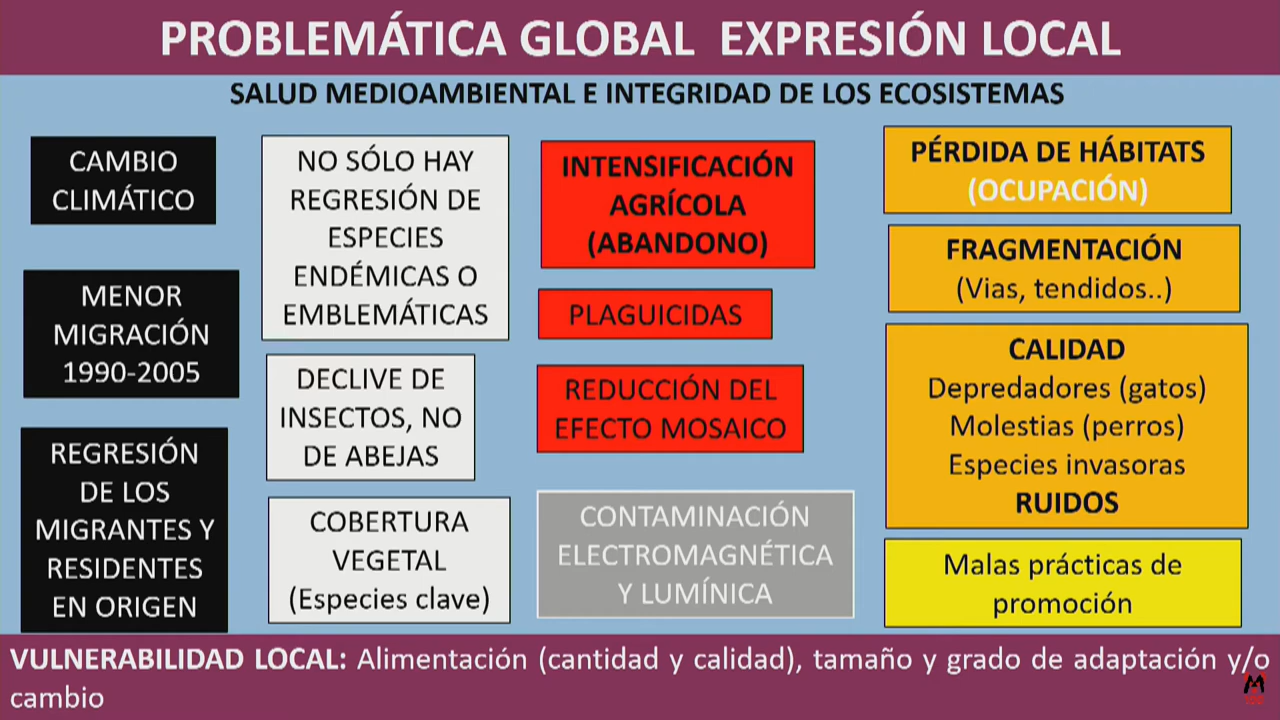 PROBLEMÁTICA GLOBAL EXPRESIÓN LOCAL
SALUD MEDIOAMBIENTAL E INTEGRIDAD DE LOS ECOSISTEMAS
CAMBIO
CLIMÁTICO
MENOR
MIGRACIÓN
1990-2005
REGRESIÓN
DE LOS
MIGRANTES Y
RESIDENTES
EN ORIGEN
NO SÓLO HAY
REGRESIÓN DE
ESPECIES
ENDÉMICAS O
EMBLEMÁTICAS
DECLIVE DE
INSECTOS, NO
DE ABEJAS
COBERTURA
VEGETAL
(Especies clave)
INTENSIFICACIÓN
AGRÍCOLA
(ABANDONO)
PLAGUICIDAS
REDUCCIÓN DEL
EFECTO MOSAICO
CONTAMINACIÓN
ELECTROMAGNÉTICA
Y LUMÍNICA
PÉRDIDA DE HÁBITATS
(OCUPACIÓN)
FRAGMENTACIÓN
(Vias, tendidos..)
CALIDAD
Depredadores (gatos)
Molestias (perros)
Especies invasoras
RUIDOS
Malas prácticas de
promoción
VULNERABILIDAD LOCAL: Alimentación (cantidad y calidad), tamaño y grado de adaptación y/o
cambio